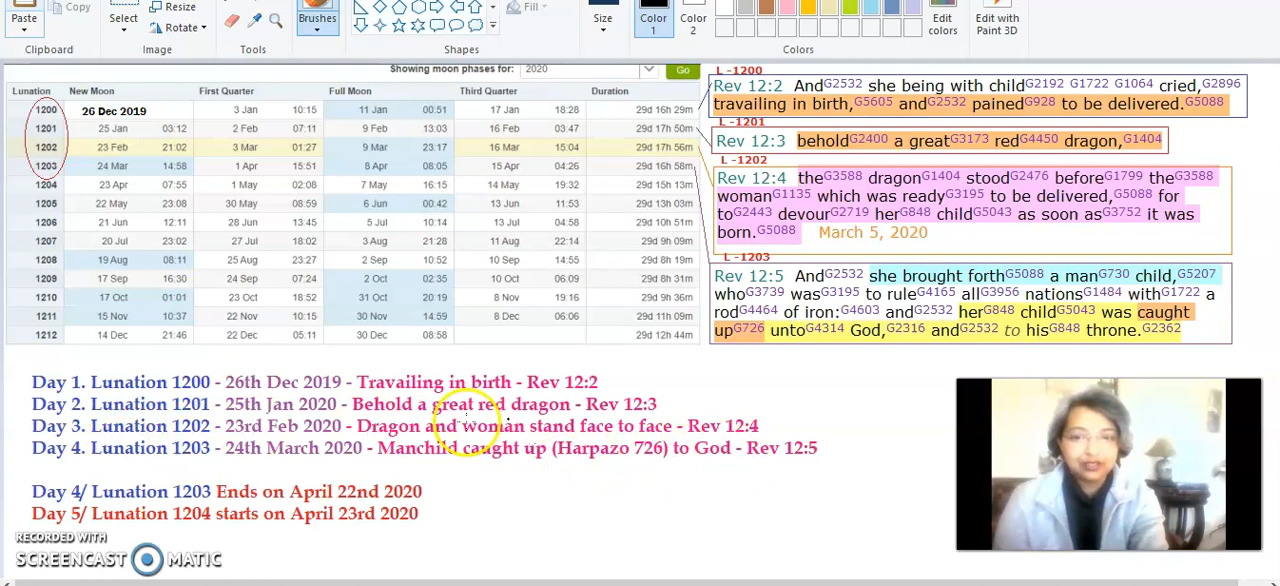 Paste
Copy
Select
Resize
Rotate
Brushes
Fill
Size
Color 1
Color 2
Edit colors
Edit with Paint 3D
Clipboard
Image
Tools
Shapes
Colors
Showing moon phases for: 2020 Go
Lunation New Moon First Quarter Full Moon Third Quarter Duration
1200 26 Dec 2019 3 Jan 10:15 11 Jan 00:51 17 Jan 18:28 29d 16h 29m
1201 25 Jan 03:12 2 Feb 07:11 9 Feb 13:03 16 Feb 03:47 29d 17h 50m
1202 23 Feb 21:02 3 Mar 01:27 9 Mar 23:17 16 Mar 15:04 29d 17h 56m
1203 24 Mar 14:58 1 Apr 15:51 8 Apr 08:05 15 Apr 04:26 29d 16h 58m
1204 23 Apr 07:55 1 May 02:08 7 May 16:15 14 May 19:32 29d 15h 13m
1205 22 May 23:08 30 May 08:59 6 Jun 00:42 13 Jun 11:53 29d 13h 03m
1206 21 Jun 12:11 28 Jun 13:45 5 Jul 10:14 13 Jul 04:58 29d 10h 51m
1207 20 Jul 23:02 27 Jul 18:02 3 Aug 21:28 11 Aug 22:14 29d 9h 09m
1208 19 Aug 08:11 25 Aug 23:27 2 Sep 10:52 10 Sep 14:55 29d 8h 19m
1209 17 Sep 16:30 24 Sep 07:24 2 Oct 02:35 10 Oct 06:09 29d 8h 31m
1210 17 Oct 01:01 23 Oct 18:52 31 Oct 20:19 8 Nov 19:16 29d 9h 36m
1211 15 Nov 10:37 22 Nov 10:15 30 Nov 14:59 8 Dec 06:06 29d 11h 09m
1212 14 Dec 21:46 22 Dec 05:11 30 Dec 08:58 29d 12h 44m
L -1200
Rev 12:2 And G2532 she being with child G2192 G1722 G1064 cried, G2896
travailing in birth, G5605 and G2532 pained G928 to be delivered. G5088
L -1201
Rev 12:3 behold G2400 a great G3173 red G4450 dragon, G1404
L -1202
Rev 12:4 the G3588 dragon G1404 stood G2476 before G1799 the G3588
woman G1135 which was ready G3195 to be delivered, G5088 for
to G2443 devour G2719 her G848 child G5043 as soon as G3752 it was
born. G5088 March 5, 2020
L -1203
Rev 12:5 And G2532 she brought forth G5088 a man G730 child, G5207
who G3739 was G3195 to rule G4165 all G3956 nations G1484 with G1722 a
rod G4464 of iron: G4603 and G2532 her G848 child G5043 was caught
up G726 unto G4314 God, G2316 and G2532 to his G848 throne. G2362
Day 1. Lunation 1200 - 26th Dec 2019 - Travailing in birth - Rev 12:2
Day 2. Lunation 1201 - 25th Jan 2020 - Behold a great red dragon - Rev 12:3
Day 3. Lunation 1202 - 23rd Feb 2020 - Dragon and woman stand face to face - Rev 12:4
Day 4. Lunation 1203 - 24th March 2020 - Manchild caught up (Harpazo 726) to God - Rev 12:5
Day 4/ Lunation 1203 Ends on April 22nd 2020
Day 5/ Lunation 1204 starts on April 23rd 2020
RECORDED WITH
SCREENCAST MATIC